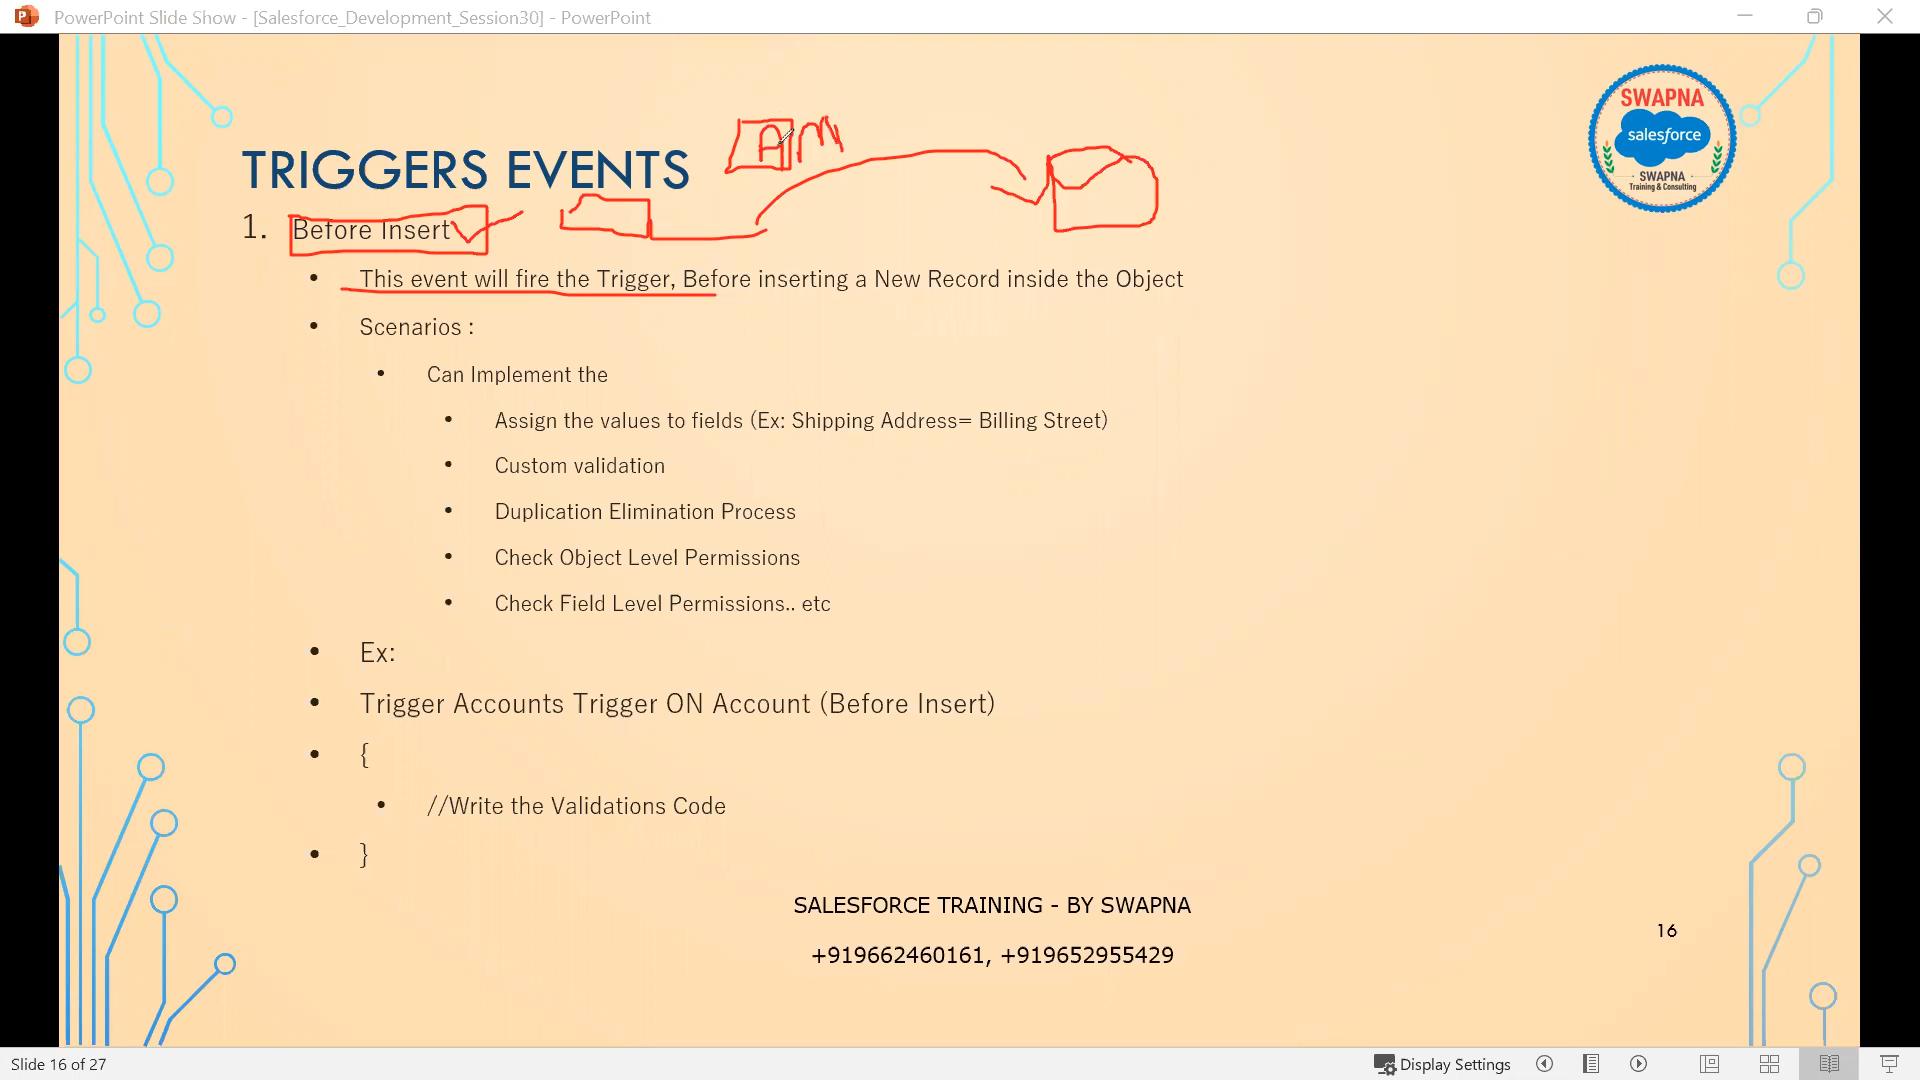 PowerPoint Slide Show - [Salesforce_Development_Session30] - PowerPoint
SWAPNA
salesforce
SWAPNA
Training & Consulting
TRIGGERS EVENTS
1. Before Insert
• This event will fire the Trigger, Before inserting a New Record inside the Object
• Scenarios :
• Can Implement the
• Assign the values to fields (Ex: Shipping Address= Billing Street)
• Custom validation
• Duplication Elimination Process
• Check Object Level Permissions
• Check Field Level Permissions.. etc
• Ex:
• Trigger Accounts Trigger ON Account (Before Insert)
• {
• //Write the Validations Code
• }
SALESFORCE TRAINING - BY SWAPNA
+919662460161, +919652955429
16
Slide 16 of 27
Display Settings